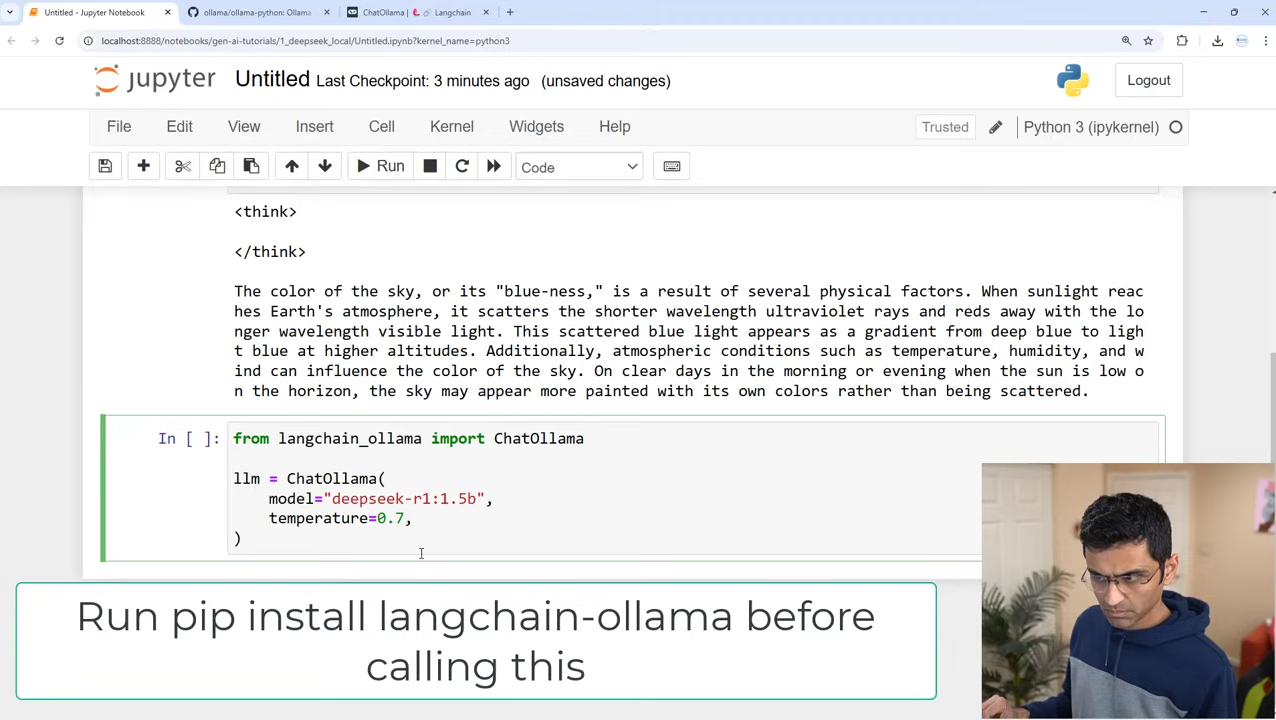 Untitled - Jupyter Notebook
ollama/ollama-python: Ollama
ChatOllama | 🦜️🔗 Langchain
localhost:8888/notebooks/gen-ai-tutorials/1_deepseek_local/Untitled.ipynb?kernel_name=python3
jupyter Untitled Last Checkpoint: 3 minutes ago (unsaved changes)
Logout
File Edit View Insert Cell Kernel Widgets Help
Trusted Python 3 (ipykernel)
Run Code
<think>
</think>
The color of the sky, or its "blue-ness," is a result of several physical factors. When sunlight reac
hes Earth's atmosphere, it scatters the shorter wavelength ultraviolet rays and reds away with the lo
nger wavelength visible light. This scattered blue light appears as a gradient from deep blue to ligh
t blue at higher altitudes. Additionally, atmospheric conditions such as temperature, humidity, and w
ind can influence the color of the sky. On clear days in the morning or evening when the sun is low o
n the horizon, the sky may appear more painted with its own colors rather than being scattered.
In [ ]: from langchain_ollama import ChatOllama
llm = ChatOllama(
model="deepseek-r1:1.5b",
temperature=0.7,
)
Run pip install langchain-ollama before
calling this